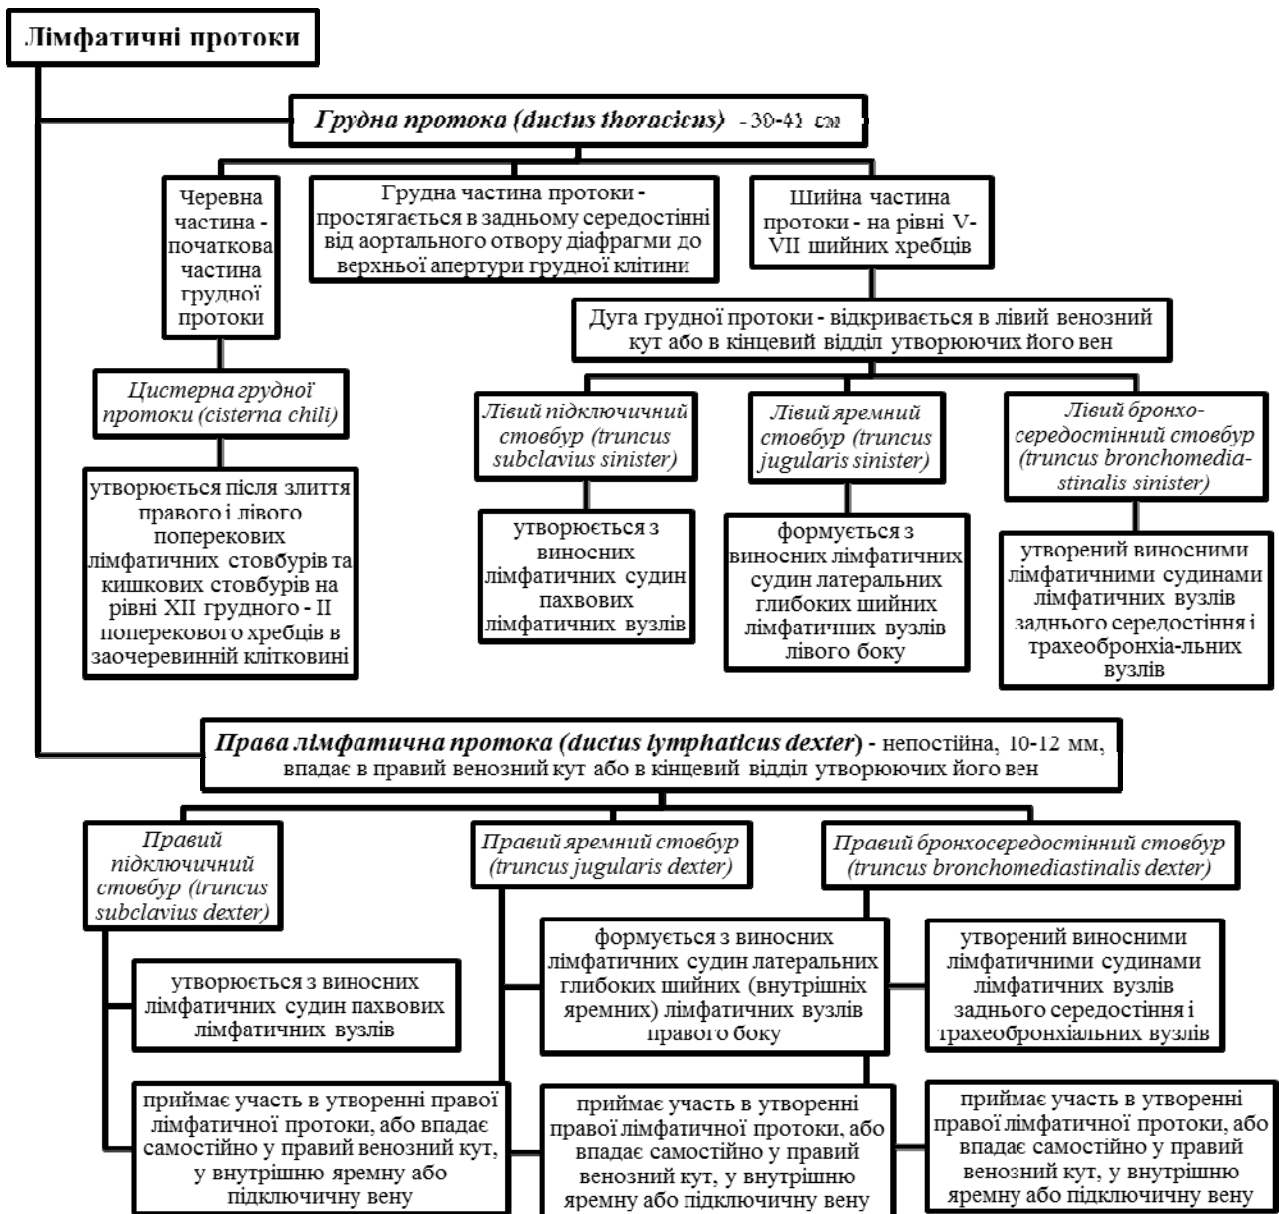 Лімфатичні протоки
Грудна протока (ductus thoracicus) - 30-41 см
Черевна
частина -
початкова
частина
грудної
протоки
Грудна частина протоки -
простягається в задньому середостінні
від аортального отвору діафрагми до
верхньої апертури грудної клітини
Шийна частина
протоки - на рівні V-
VII шийних хребців
Дуга грудної протоки - відкривається в лівий венозний
кут або в кінцевий відділ утворюючих його вен
Цистерна грудної
протоки (cisterna chili)
утворюється після злиття
правого і лівого
поперекових
лімфатичних стовбурів та
кишкових стовбурів на
рівні XII грудного - II
поперекового хребців в
заочеревинній клітковині
Лівий підключичний
стовбур (truncus
subclavius sinister)
утворюється з
виносних
лімфатичних судин
пахвових
лімфатичних вузлів
Лівий яремний
стовбур (truncus
jugularis sinister)
формується з
виносних лімфатичних
судин латеральних
глибоких шийних
лімфатичних вузлів
лівого боку
Лівий бронхо-
середостінний стовбур
(truncus bronchomedia-
stinalis sinister)
утворений виносними
лімфатичними судинами
лімфатичних вузлів
заднього середостіння і
трахеобронхіа-льних
вузлів
Права лімфатична протока (ductus lymphaticus dexter) - непостійна, 10-12 мм,
впадає в правий венозний кут або в кінцевий відділ утворюючих його вен
Правий
підключичний
стовбур (truncus
subclavius dexter)
утворюється з виносних
лімфатичних судин пахвових
лімфатичних вузлів
приймає участь в утворенні правої
лімфатичної протоки, або впадає
самостійно у правий венозний кут,
у внутрішню яремну або
підключичну вену
Правий яремний стовбур
(truncus jugularis dexter)
формується з виносних
лімфатичних судин латеральних
глибоких шийних (внутрішніх
яремних) лімфатичних вузлів
правого боку
приймає участь в утворенні
правої лімфатичної протоки, або
впадає самостійно у правий
венозний кут, у внутрішню
яремну або підключичну вену
Правий бронхосередостінний стовбур
(truncus bronchomediastinalis dexter)
утворений виносними
лімфатичними судинами
лімфатичних вузлів
заднього середостіння і
трахеобронхіальних вузлів
приймає участь в утворенні
правої лімфатичної протоки, або
впадає самостійно у правий
венозний кут, у внутрішню
яремну або підключичну вену